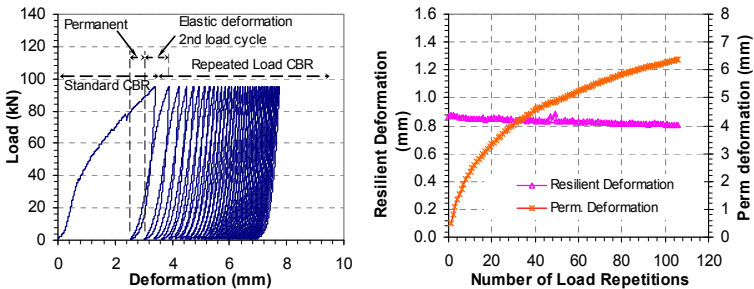 Permanent
Elastic deformation
2nd load cycle
Repeated Load CBR
Standard CBR
Load (kN)
140
120
100
80
60
40
20
0
0 2 4 6 8 10
Deformation (mm)
Resilient Deformation
(mm)
1.6
1.4
1.2
1.0
0.8
0.6
0.4
0.2
0.0
Resilient Deformation
Perm. Deformation
0 20 40 60 80 100 120
Number of Load Repetitions
8
7
6
5
4
3
2
1
0
Perm deformation (mm)